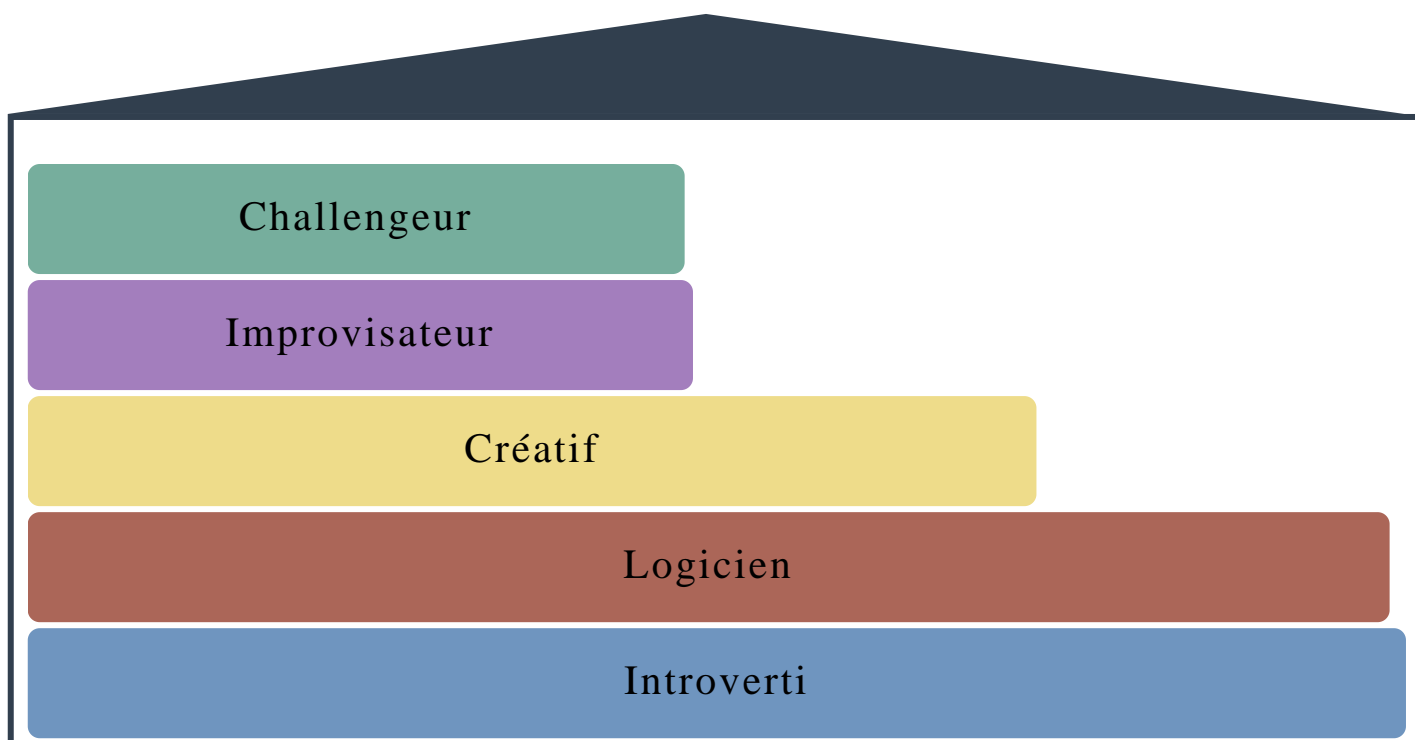 Challengeur
Improvisateur
Créatif
Logicien
Introverti